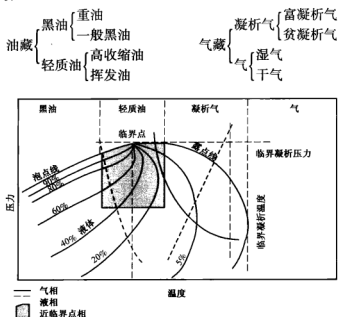 油藏
黑油
重油
一般黑油
轻质油
高收缩油
挥发油
气藏
凝析气
富凝析气
贫凝析气
气
湿气
干气
黑油
轻质油
凝析气
气
临界点
泡点线
露点线
临界凝析压力
90%
80%
60%
40%
液体
20%
5%
临界凝析温度
压力
温度
气相
液相
近临界点相